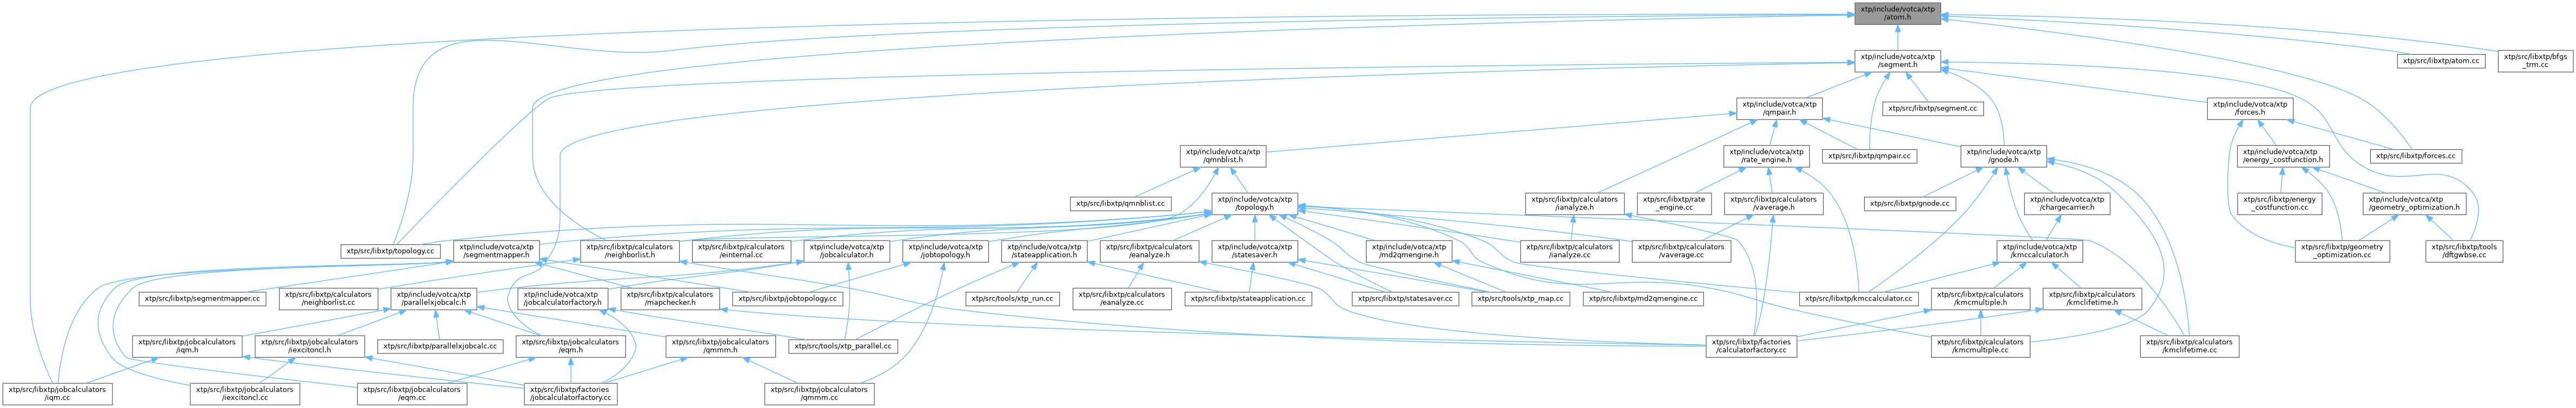 xtp/include/votca/xtp
/atom.h
xtp/include/votca/xtp
/segment.h
xtp/src/libxtp/atom.cc
xtp/src/libxtp/bfgs
_trm.cc
xtp/include/votca/xtp
/qmpair.h
xtp/src/libxtp/segment.cc
xtp/include/votca/xtp
/forces.h
xtp/include/votca/xtp
/qmnblist.h
xtp/include/votca/xtp
/rate_engine.h
xtp/src/libxtp/qmpair.cc
xtp/include/votca/xtp
/gnode.h
xtp/include/votca/xtp
/energy_costfunction.h
xtp/src/libxtp/forces.cc
xtp/src/libxtp/qmnblist.cc
xtp/include/votca/xtp
/topology.h
xtp/src/libxtp/calculators
/ianalyze.h
xtp/src/libxtp/rate
_engine.cc
xtp/src/libxtp/calculators
/vaverage.h
xtp/src/libxtp/gnode.cc
xtp/include/votca/xtp
/chargecarrier.h
xtp/src/libxtp/energy
_costfunction.cc
xtp/include/votca/xtp
/geometry_optimization.h
xtp/src/libxtp/topology.cc
xtp/include/votca/xtp
/segmentmapper.h
xtp/src/libxtp/calculators
/neighborlist.h
xtp/src/libxtp/calculators
/einternal.cc
xtp/include/votca/xtp
/jobcalculator.h
xtp/include/votca/xtp
/jobtopology.h
xtp/include/votca/xtp
/stateapplication.h
xtp/src/libxtp/calculators
/eanalyze.h
xtp/include/votca/xtp
/statesaver.h
xtp/include/votca/xtp
/md2qmengine.h
xtp/src/libxtp/calculators
/ianalyze.cc
xtp/src/libxtp/calculators
/vaverage.cc
xtp/include/votca/xtp
/kmccalculator.h
xtp/src/libxtp/geometry
_optimization.cc
xtp/src/libxtp/tools
/dftgwbse.cc
xtp/src/libxtp/segmentmapper.cc
xtp/src/libxtp/calculators
/neighborlist.cc
xtp/include/votca/xtp
/parallelxjobcalc.h
xtp/include/votca/xtp
/jobcalculatorfactory.h
xtp/src/libxtp/calculators
/mapchecker.h
xtp/src/libxtp/jobtopology.cc
xtp/src/tools/xtp_run.cc
xtp/src/libxtp/calculators
/eanalyze.cc
xtp/src/libxtp/stateapplication.cc
xtp/src/libxtp/statesaver.cc
xtp/src/tools/xtp_map.cc
xtp/src/libxtp/md2qmengine.cc
xtp/src/libxtp/kmccalculator.cc
xtp/src/libxtp/calculators
/kmcmultiple.h
xtp/src/libxtp/calculators
/kmclifetime.h
xtp/src/libxtp/jobcalculators
/iqm.h
xtp/src/libxtp/jobcalculators
/iexcitoncl.h
xtp/src/libxtp/parallelxjobcalc.cc
xtp/src/libxtp/jobcalculators
/eqm.h
xtp/src/libxtp/jobcalculators
/qmmm.h
xtp/src/tools/xtp_parallel.cc
xtp/src/libxtp/factories
/calculatorfactory.cc
xtp/src/libxtp/calculators
/kmcmultiple.cc
xtp/src/libxtp/calculators
/kmclifetime.cc
xtp/src/libxtp/jobcalculators
/iqm.cc
xtp/src/libxtp/jobcalculators
/iexcitoncl.cc
xtp/src/libxtp/jobcalculators
/eqm.cc
xtp/src/libxtp/factories
/jobcalculatorfactory.cc
xtp/src/libxtp/jobcalculators
/qmmm.cc